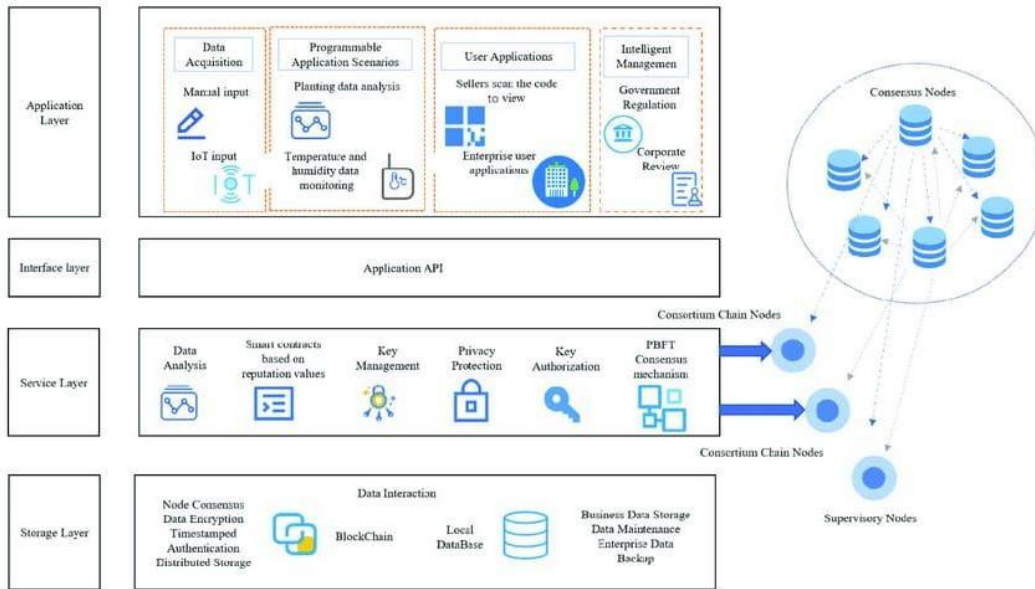 Application
Layer
Data
Acquisition
Manual input
IoT input
Programmable
Application Scenarios
Planting data analysis
Temperature and
humidity data
monitoring
User Applications
Sellers scan the code
to view
Enterprise user
applications
Intelligent
Managemen
Government
Regulation
Corporate
Review
Consensus Nodes
Interface layer
Application API
Consortium Chain Nodes
Service Layer
Data
Analysis
Smart contracts
based on
reputation values
Key
Management
Privacy
Protection
Key
Authorization
PBFT
Consensus
mechanism
Consortium Chain Nodes
Supervisory Nodes
Storage Layer
Data Interaction
Node Consensus
Data Encryption
Timestamped
Authentication
Distributed Storage
BlockChain
Local
DataBase
Business Data Storage
Data Maintenance
Enterprise Data
Backup